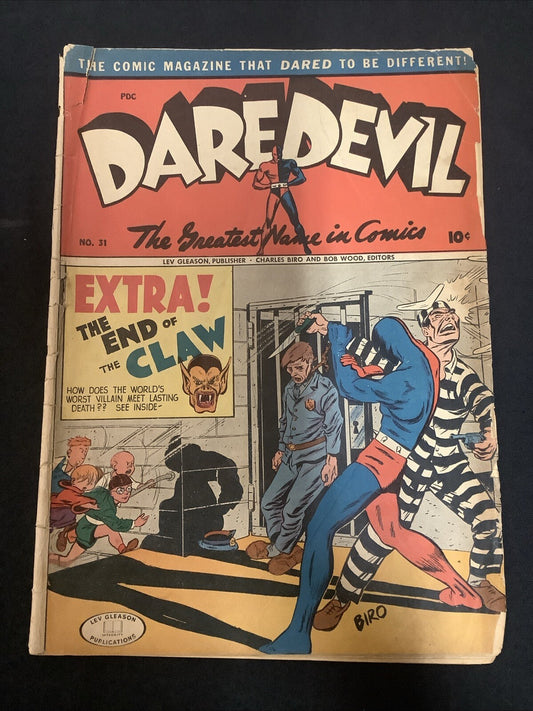 THE COMIC MAGAZINE THAT DARED TO BE DIFFERENT!
PDC
DAREDEVIL
NO. 31
The Greatest Name in Comics
10¢
LEV GLEASON, PUBLISHER · CHARLES BIRO AND BOB WOOD, EDITORS
EXTRA!
THE END OF
THE CLAW
HOW DOES THE WORLD'S
WORST VILLAIN MEET LASTING
DEATH?? SEE INSIDE-
BIRO
LEV GLEASON
INTEGRITY
PUBLICATIONS